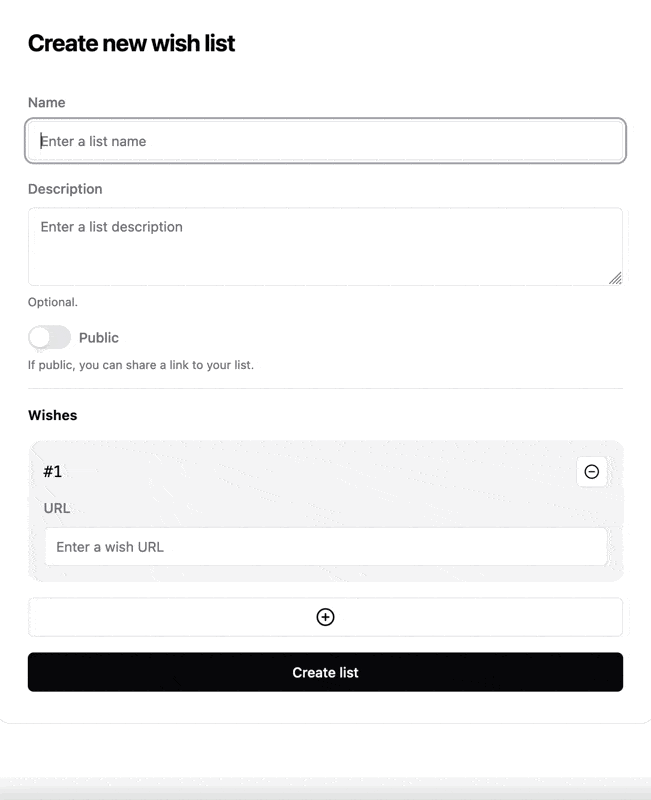 Create new wish list
Name
Enter a list name
Description
Enter a list description
Optional.
Public
If public, you can share a link to your list.
Wishes
#1
URL
Enter a wish URL
Create list